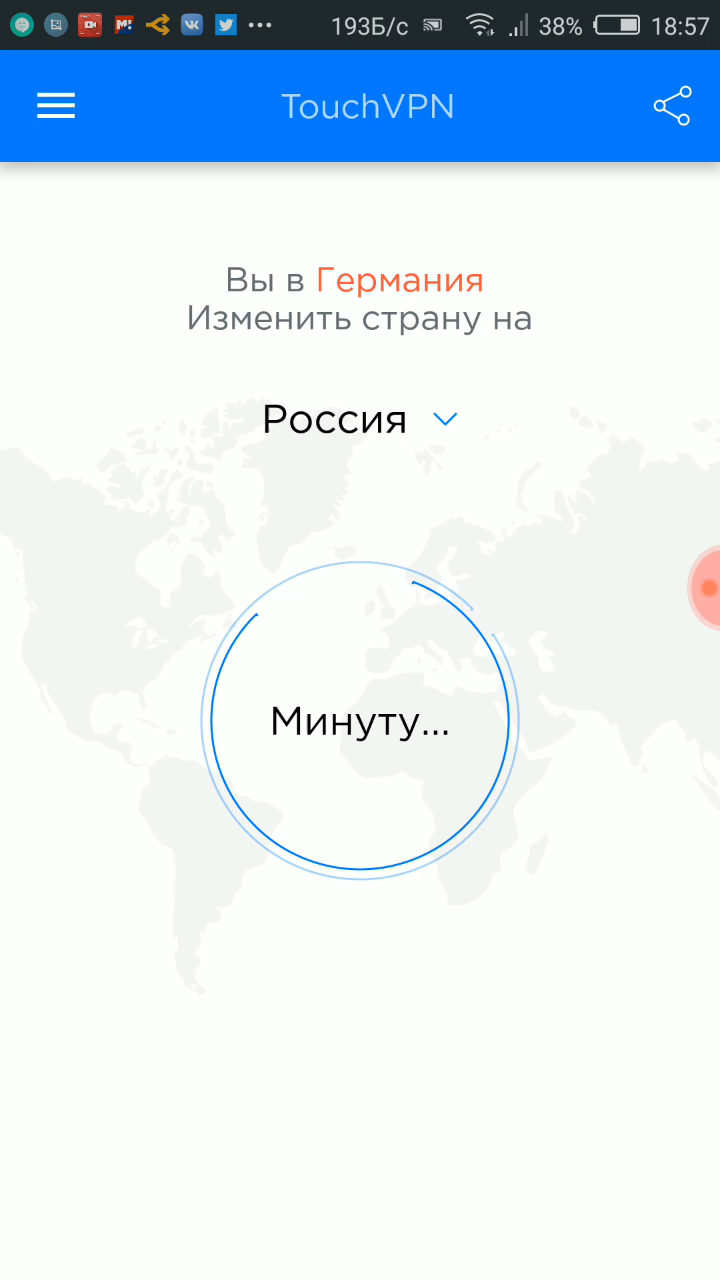 193Б/с 38% 18:57
TouchVPN
Вы в Германия
Изменить страну на
Россия
Минуту...